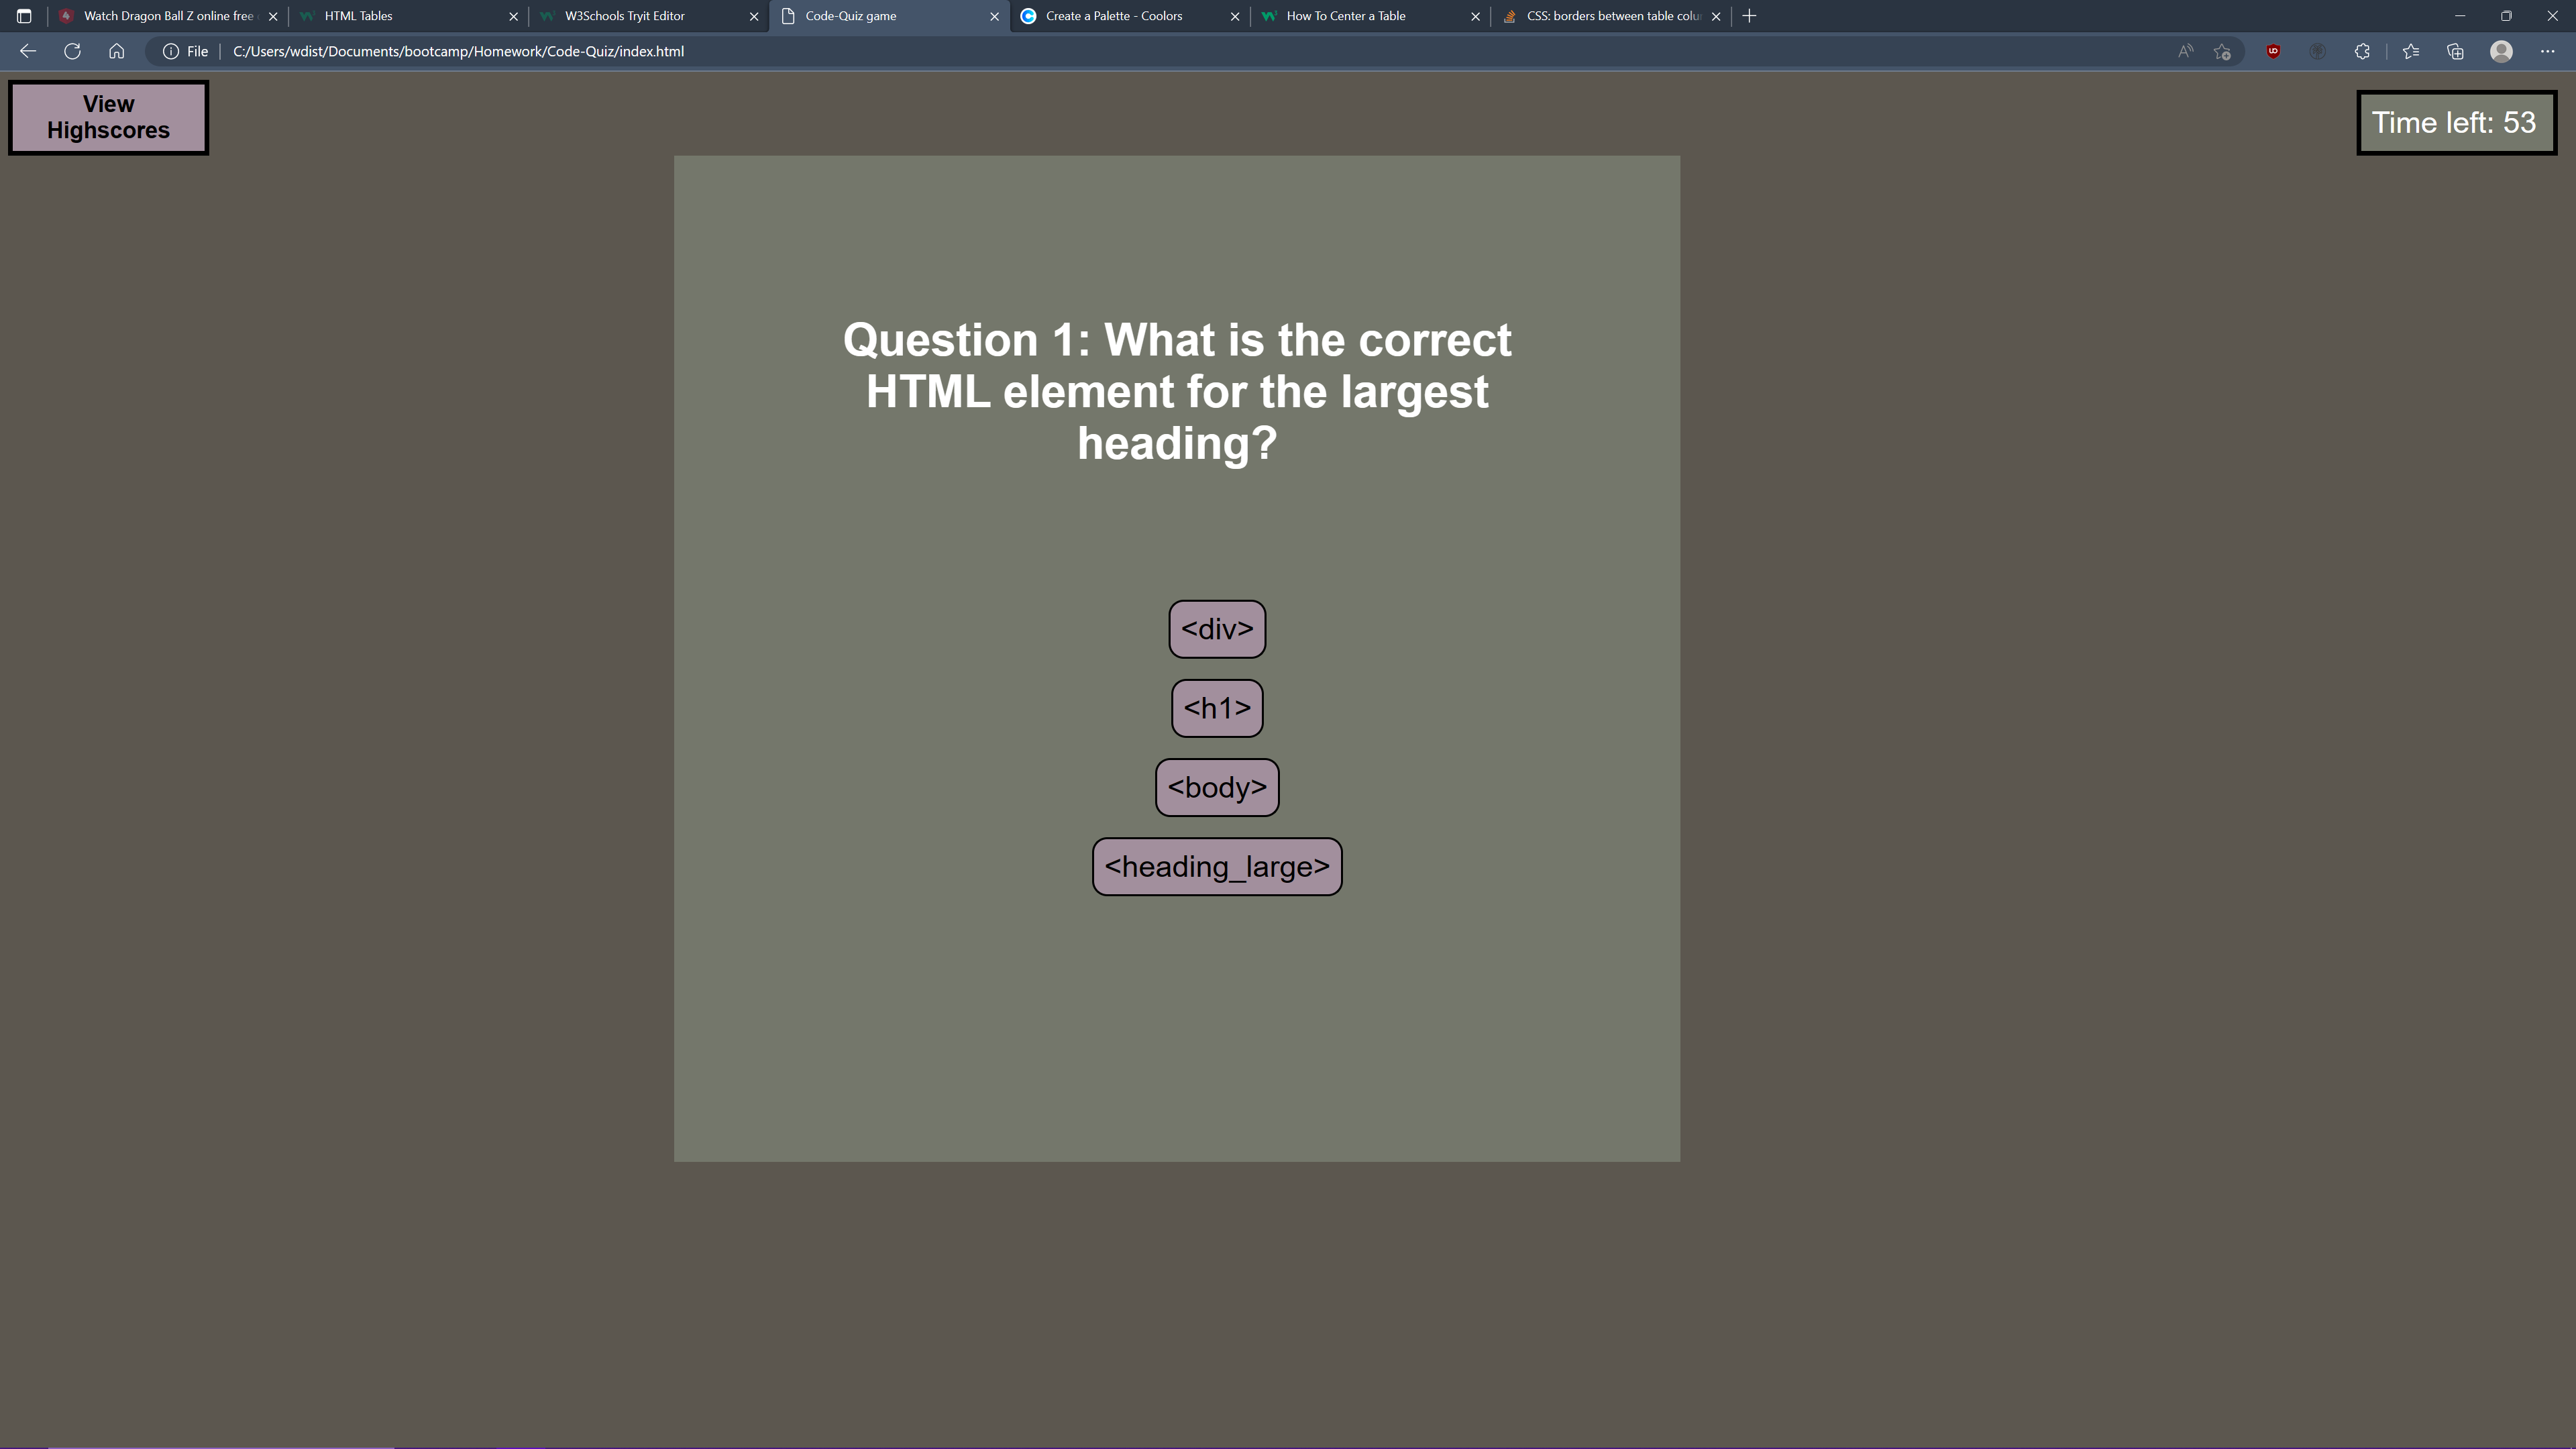 Watch Dragon Ball Z online free
HTML Tables
W3Schools Tryit Editor
Code-Quiz game
Create a Palette - Coolors
How To Center a Table
CSS: borders between table colu
File
C:/Users/wdist/Documents/bootcamp/Homework/Code-Quiz/index.html
View
Highscores
Time left: 53
Question 1: What is the correct
HTML element for the largest
heading?
<div>
<h1>
<body>
<heading_large>